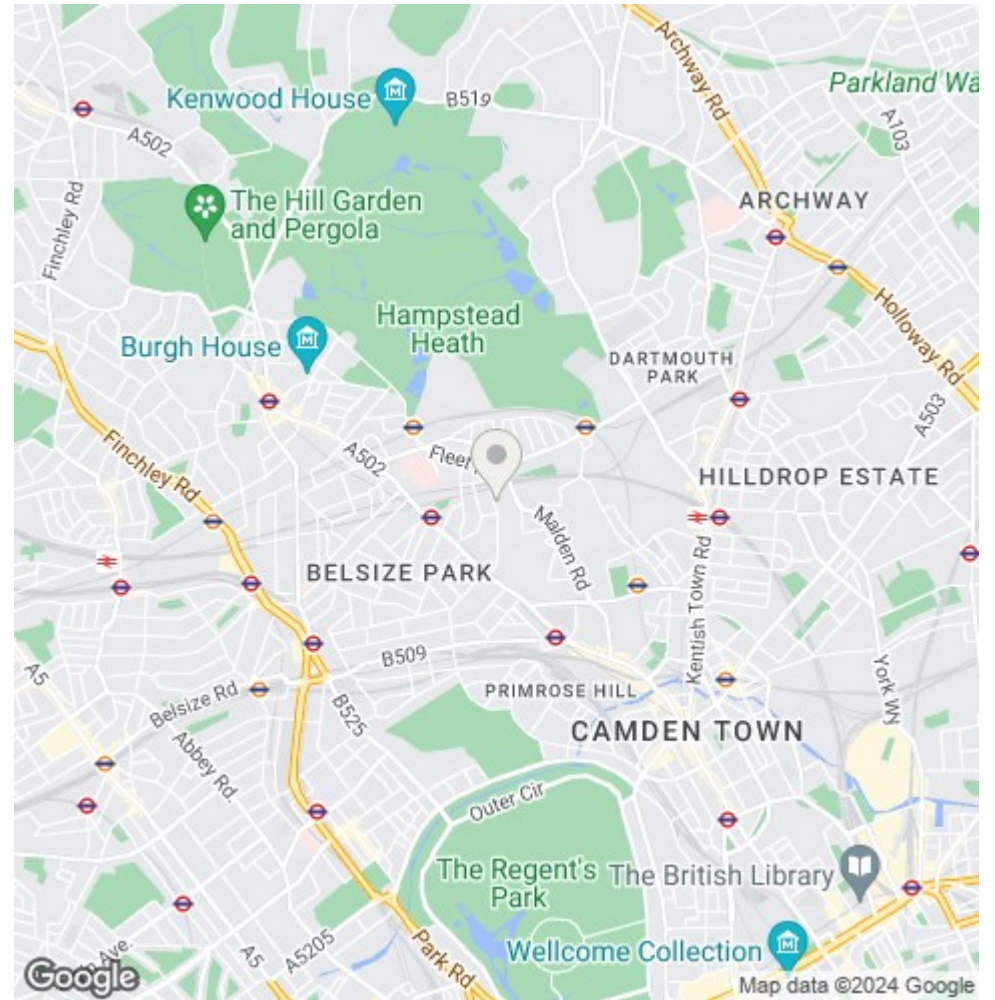 Archway Rd
Kenwood House
B519
Parkland Wa
A502
A103
The Hill Garden
and Pergola
ARCHWAY
Finchley Rd
Holloway Rd
Hampstead
Heath
Burgh House
DARTMOUTH
PARK
A503
Finchley Rd
A502
Fleet
HILLDROP ESTATE
Malden Rd
BELSIZE PARK
Kentish Town Rd
B509
A5
Belsize Rd
B525
PRIMROSE HILL
York Wy
CAMDEN TOWN
Abbey Rd.
Outer Cir
The Regent's
Park
The British Library
Park Rd
A5
A5205
Ave.
Wellcome Collection
Google
Map data ©2024 Google